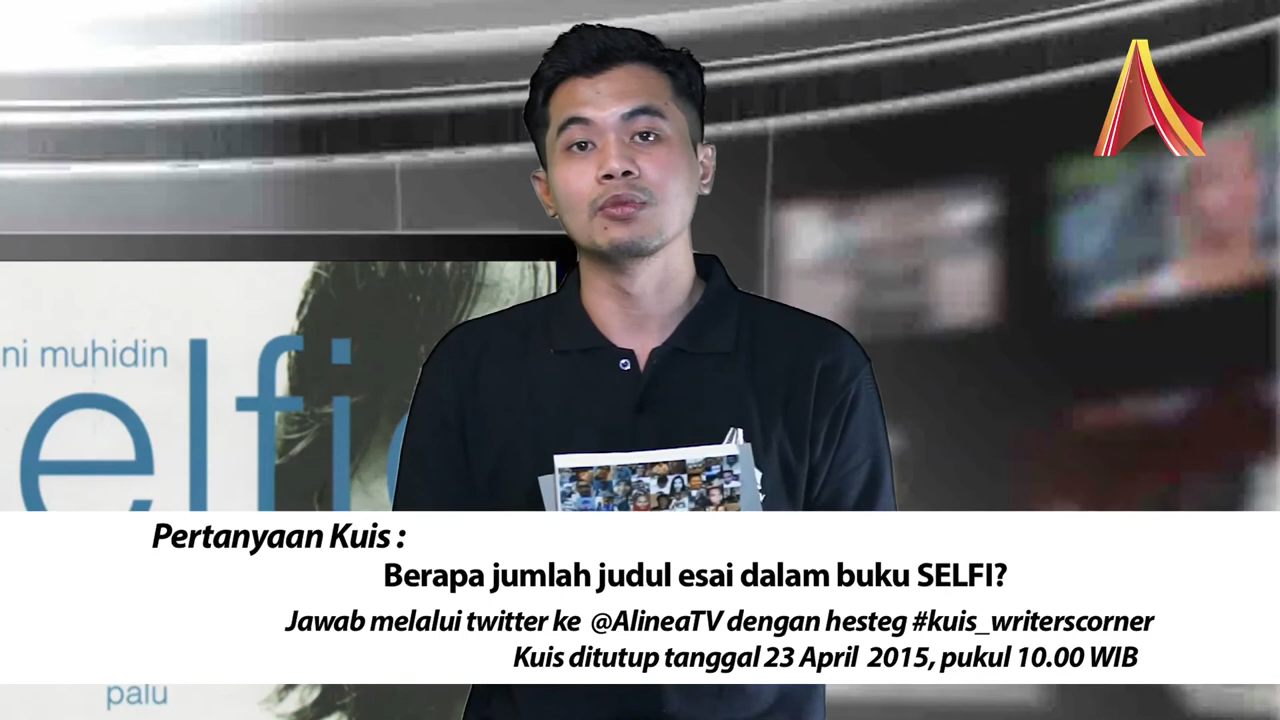 ni muhidin
elfi
Pertanyaan Kuis :
Berapa jumlah judul esai dalam buku SELFI?
Jawab melalui twitter ke @AlineaTV dengan hesteg #kuis_writerscorner
Kuis ditutup tanggal 23 April 2015, pukul 10.00 WIB
palu